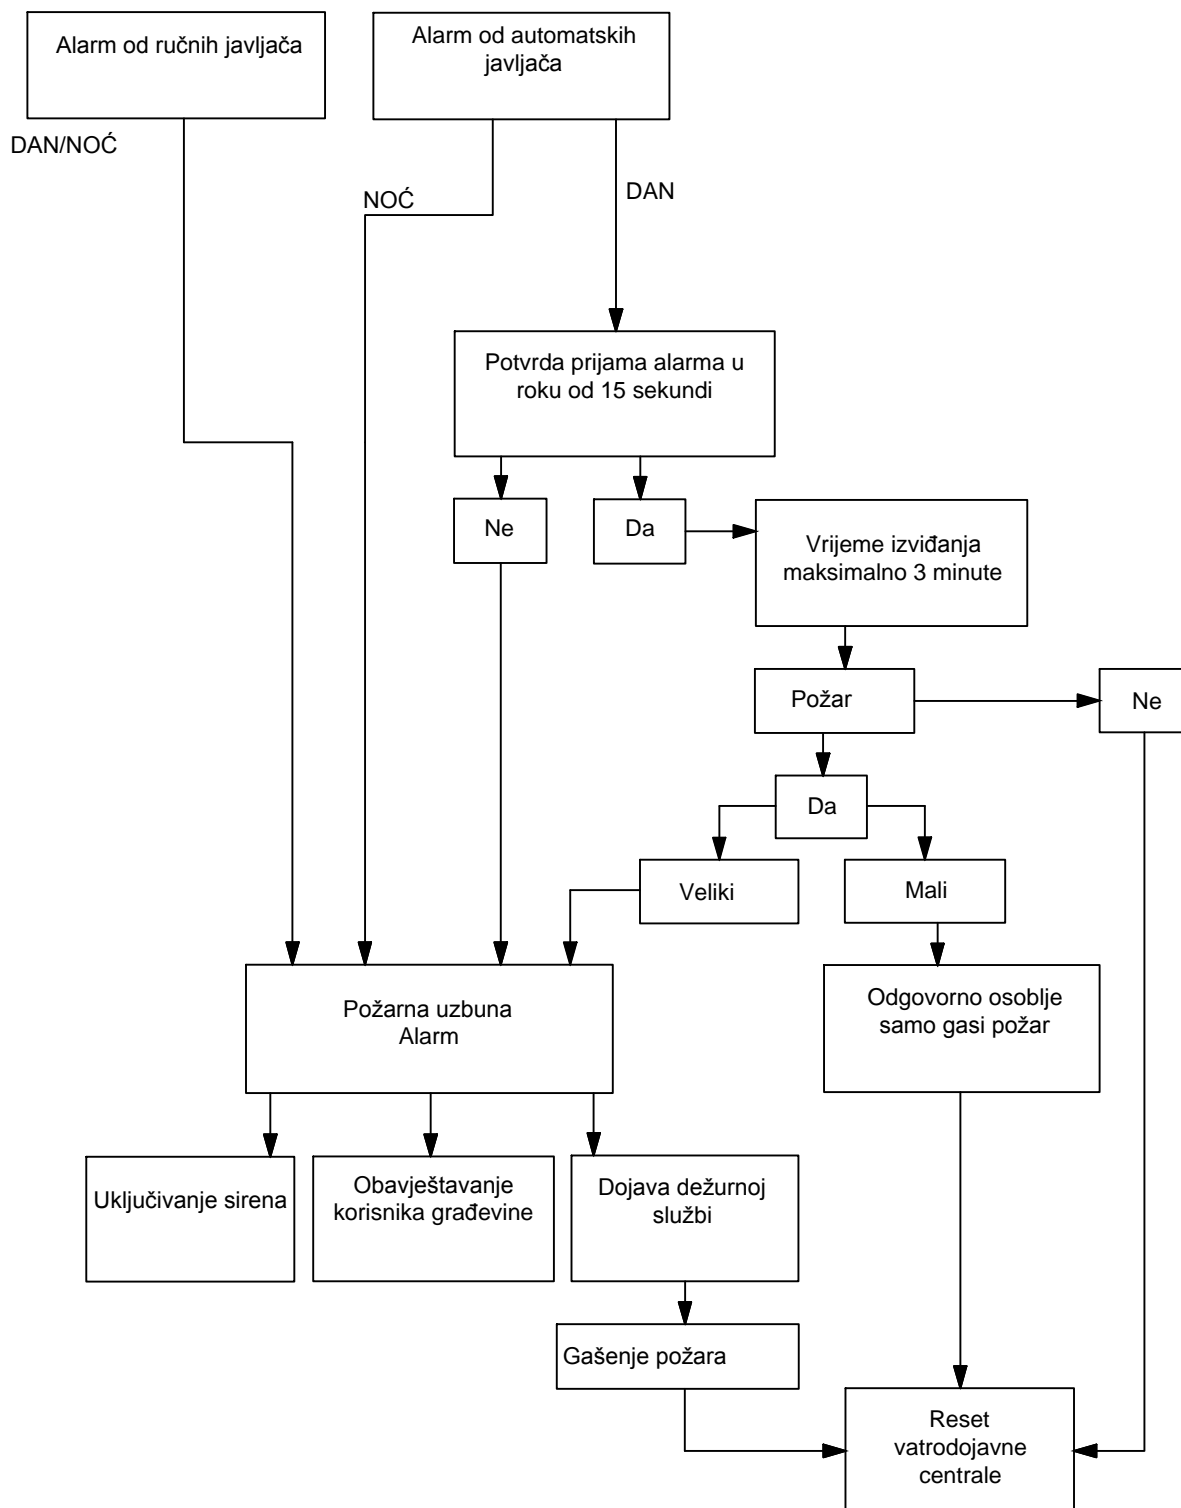 Alarm od ručnih javljača
Alarm od automatskih
javljača
DAN/NOĆ
NOĆ
DAN
Potvrda prijama alarma u
roku od 15 sekundi
Ne
Da
Vrijeme izviđanja
maksimalno 3 minute
Požar
Ne
Da
Veliki
Mali
Požarna uzbuna
Alarm
Odgovorno osoblje
samo gasi požar
Uključivanje sirena
Obavještavanje
korisnika građevine
Dojava dežurnoj
službi
Gašenje požara
Reset
vatrodojavne
centrale